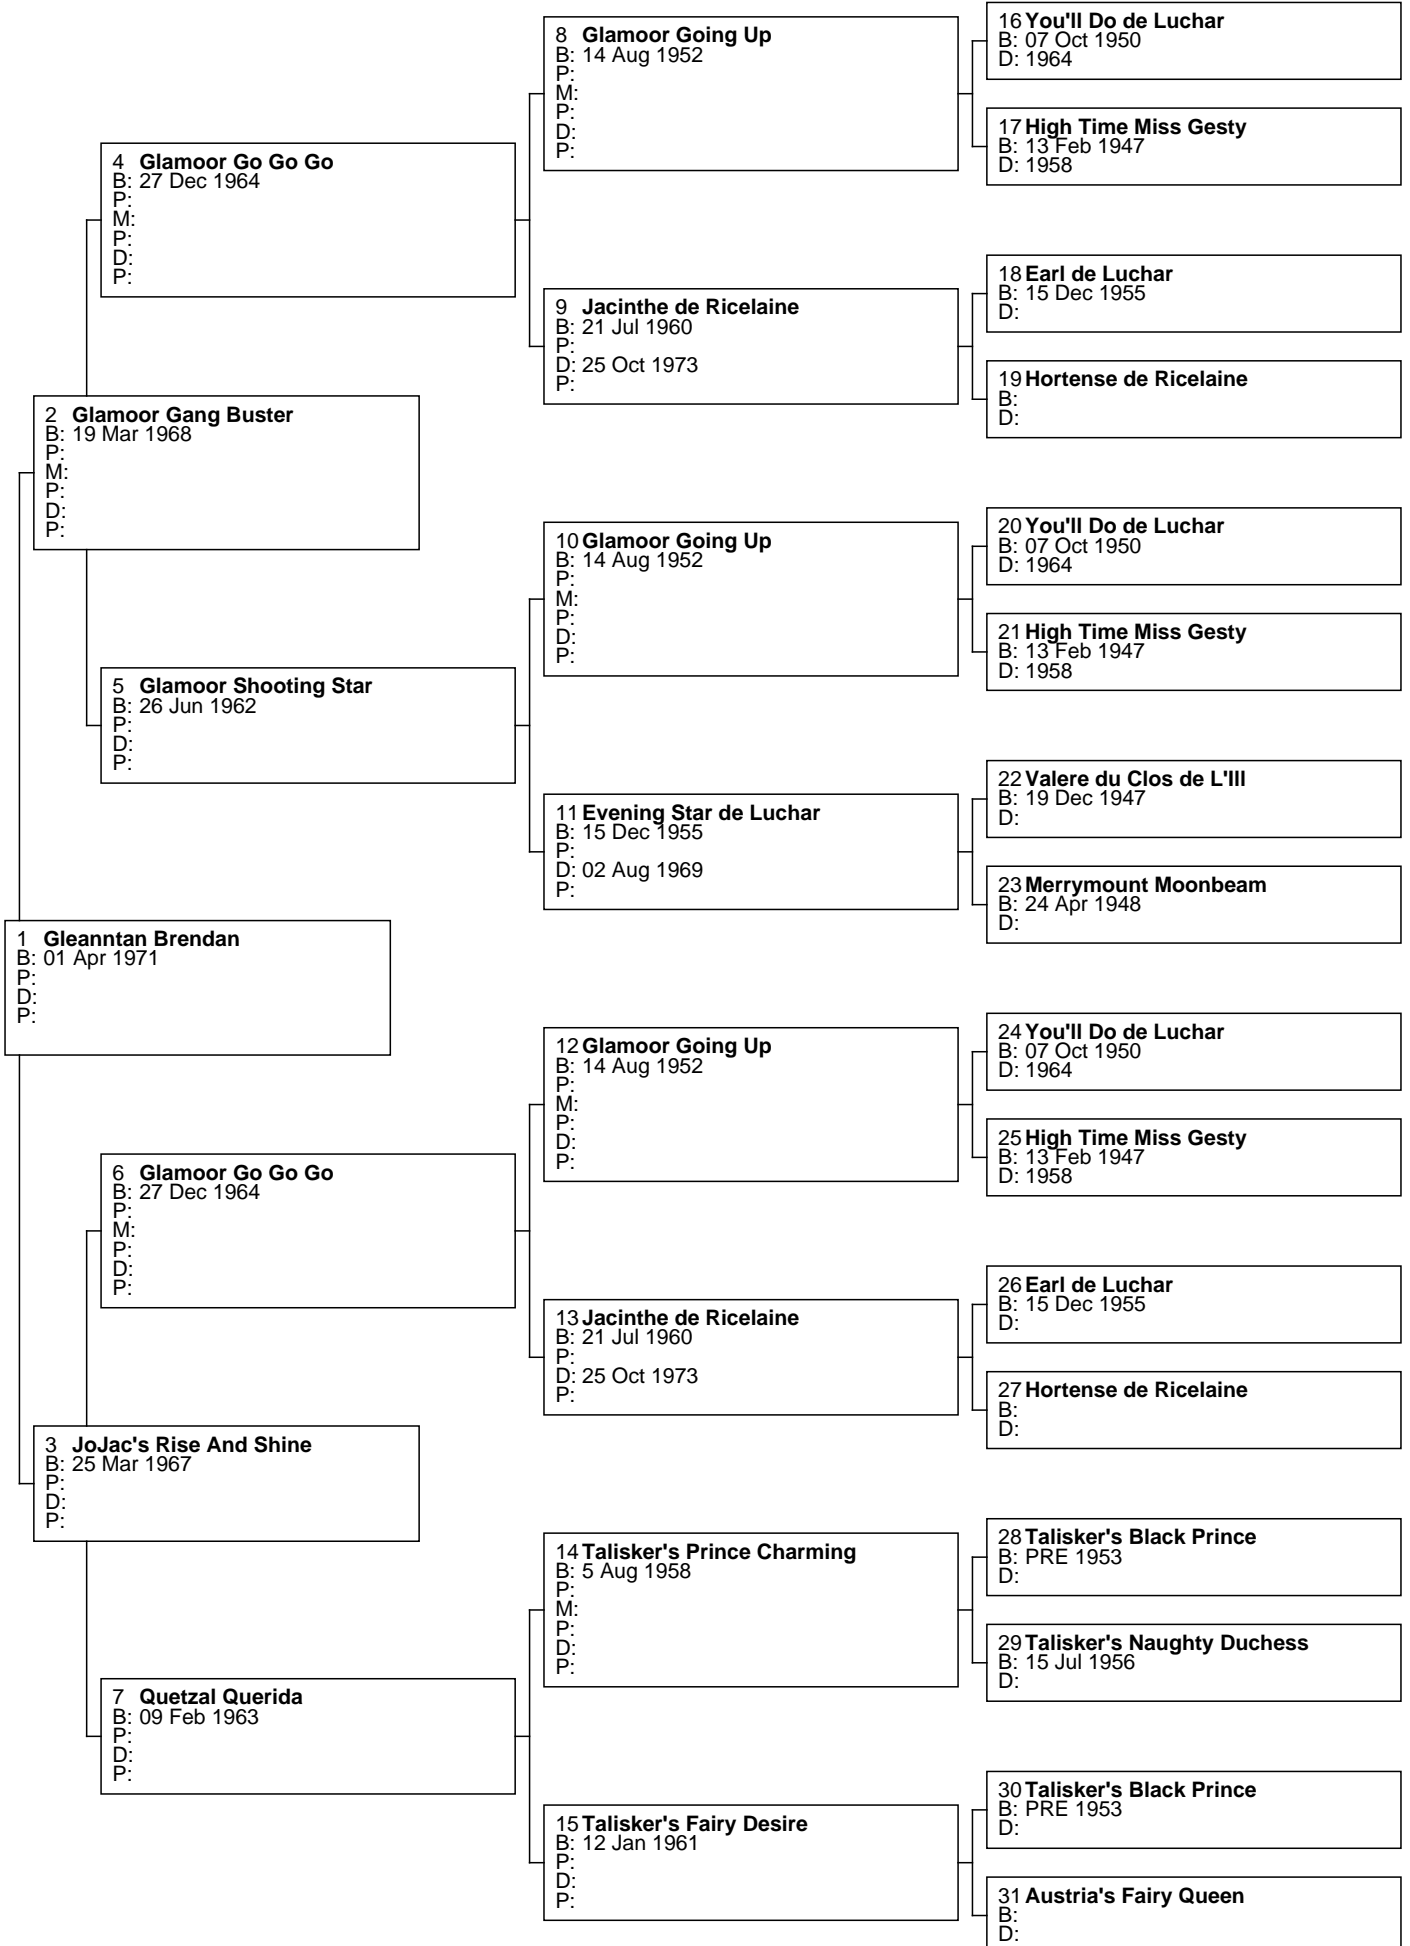 1 Gleanntan Brendan
B: 01 Apr 1971
P:
D:
P:
2 Glamoor Gang Buster
B: 19 Mar 1968
P:
M:
P:
D:
P:
3 JoJac's Rise And Shine
B: 25 Mar 1967
P:
D:
P:
4 Glamoor Go Go Go
B: 27 Dec 1964
P:
M:
P:
D:
P:
5 Glamoor Shooting Star
B: 26 Jun 1962
P:
D:
P:
6 Glamoor Go Go Go
B: 27 Dec 1964
P:
M:
P:
D:
P:
7 Quetzal Querida
B: 09 Feb 1963
P:
D:
P:
8 Glamoor Going Up
B: 14 Aug 1952
P:
M:
P:
D:
P:
9 Jacinthe de Ricelaine
B: 21 Jul 1960
P:
D: 25 Oct 1973
P:
10 Glamoor Going Up
B: 14 Aug 1952
P:
M:
P:
D:
P:
11 Evening Star de Luchar
B: 15 Dec 1955
P:
D: 02 Aug 1969
P:
12 Glamoor Going Up
B: 14 Aug 1952
P:
M:
P:
D:
P:
13 Jacinthe de Ricelaine
B: 21 Jul 1960
P:
D: 25 Oct 1973
P:
14 Talisker's Prince Charming
B: 5 Aug 1958
P:
M:
P:
D:
P:
15 Talisker's Fairy Desire
B: 12 Jan 1961
P:
D:
P:
16 You'll Do de Luchar
B: 07 Oct 1950
D: 1964
17 High Time Miss Gesty
B: 13 Feb 1947
D: 1958
18 Earl de Luchar
B: 15 Dec 1955
D:
19 Hortense de Ricelaine
B:
D:
20 You'll Do de Luchar
B: 07 Oct 1950
D: 1964
21 High Time Miss Gesty
B: 13 Feb 1947
D: 1958
22 Valere du Clos de L'Ill
B: 19 Dec 1947
D:
23 Merrymount Moonbeam
B: 24 Apr 1948
D:
24 You'll Do de Luchar
B: 07 Oct 1950
D: 1964
25 High Time Miss Gesty
B: 13 Feb 1947
D: 1958
26 Earl de Luchar
B: 15 Dec 1955
D:
27 Hortense de Ricelaine
B:
D:
28 Talisker's Black Prince
B: PRE 1953
D:
29 Talisker's Naughty Duchess
B: 15 Jul 1956
D:
30 Talisker's Black Prince
B: PRE 1953
D:
31 Austria's Fairy Queen
B:
D: